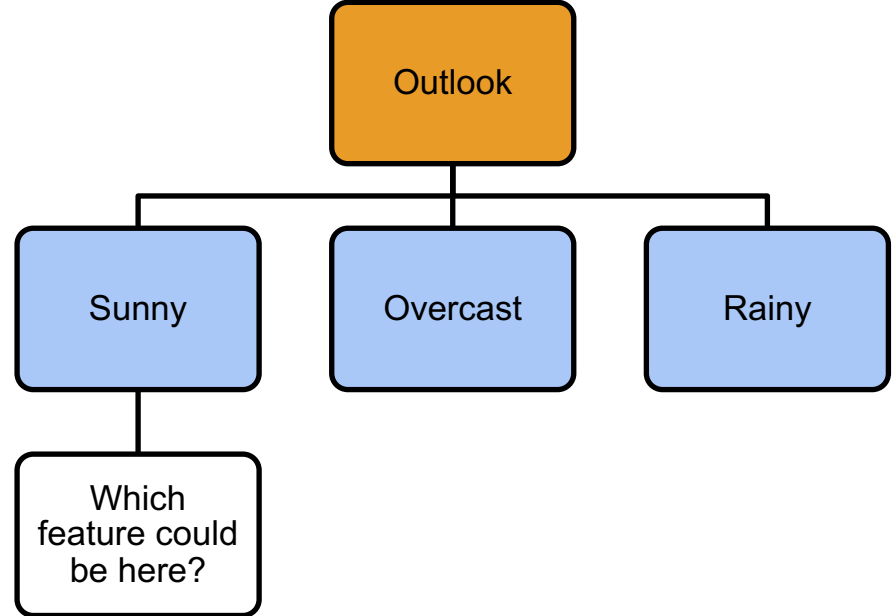 Outlook
Sunny
Overcast
Rainy
Which
feature could
be here?